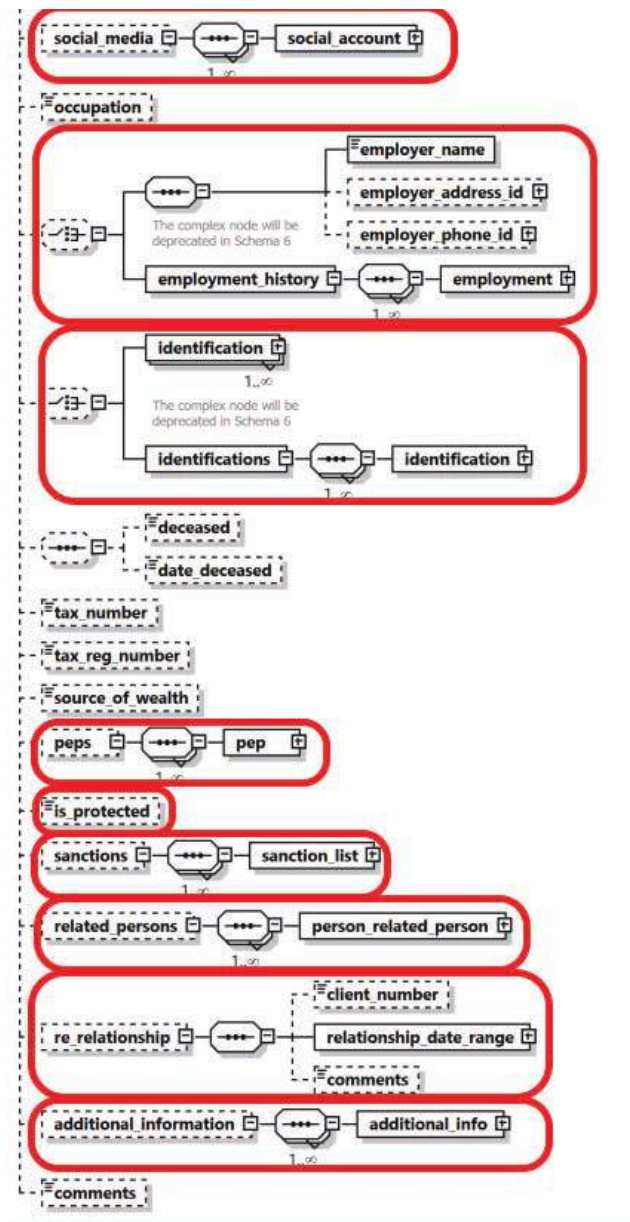 social_media social_account
1..∞
occupation
employer_name
employer_address_id
The complex node will be
deprecated in Schema 6
employer_phone_id
employment_history employment
1..∞
identification
1..∞
The complex node will be
deprecated in Schema 6
identifications identification
1..∞
deceased
date_deceased
tax_number
tax_reg_number
source_of_wealth
peps pep
1..∞
is_protected
sanctions sanction_list
1..∞
related_persons person_related_person
1..∞
client_number
re_relationship relationship_date_range
comments
additional_information additional_info
1..∞
comments